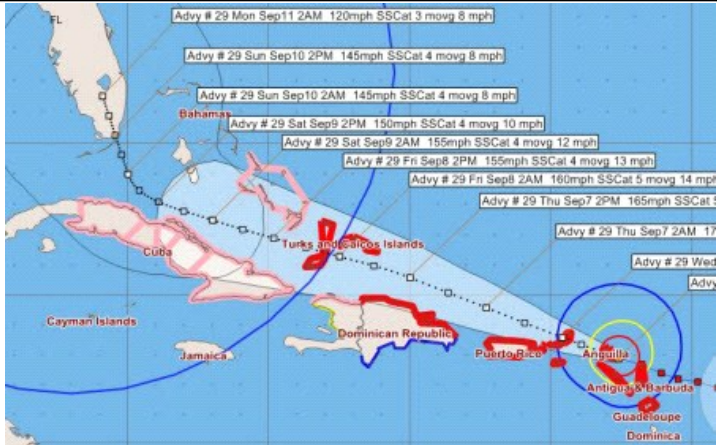 Advy # 29 Mon Sep11 2AM 120mph SSCat 3 movg 8 mph
FL
Advy # 29 Sun Sep10 2PM 145mph SSCat 4 movg 8 mph
Advy # 29 Sun Sep10 2AM 145mph SSCat 4 movg 8 mph
Bahamas
Advy # 29 Sat Sep9 2PM 150mph SSCat 4 movg 10 mph
Advy # 29 Sat Sep9 2AM 155mph SSCat 4 movg 12 mph
Advy # 29 Fri Sep8 2PM 155mph SSCat 4 movg 13 mph
Advy # 29 Fri Sep8 2AM 160mph SSCat 5 movg 14 mph
Advy # 29 Thu Sep7 2PM 165mph SSCat
Advy # 29 Thu Sep7 2AM 17
Turks and Caicos Islands
Cuba
Advy # 29 Wed
Advy
Cayman Islands
Dominican Republic
Jamaica
Puerto Rico
Anguilla
Antigua & Barbuda
Guadeloupe
Dominica